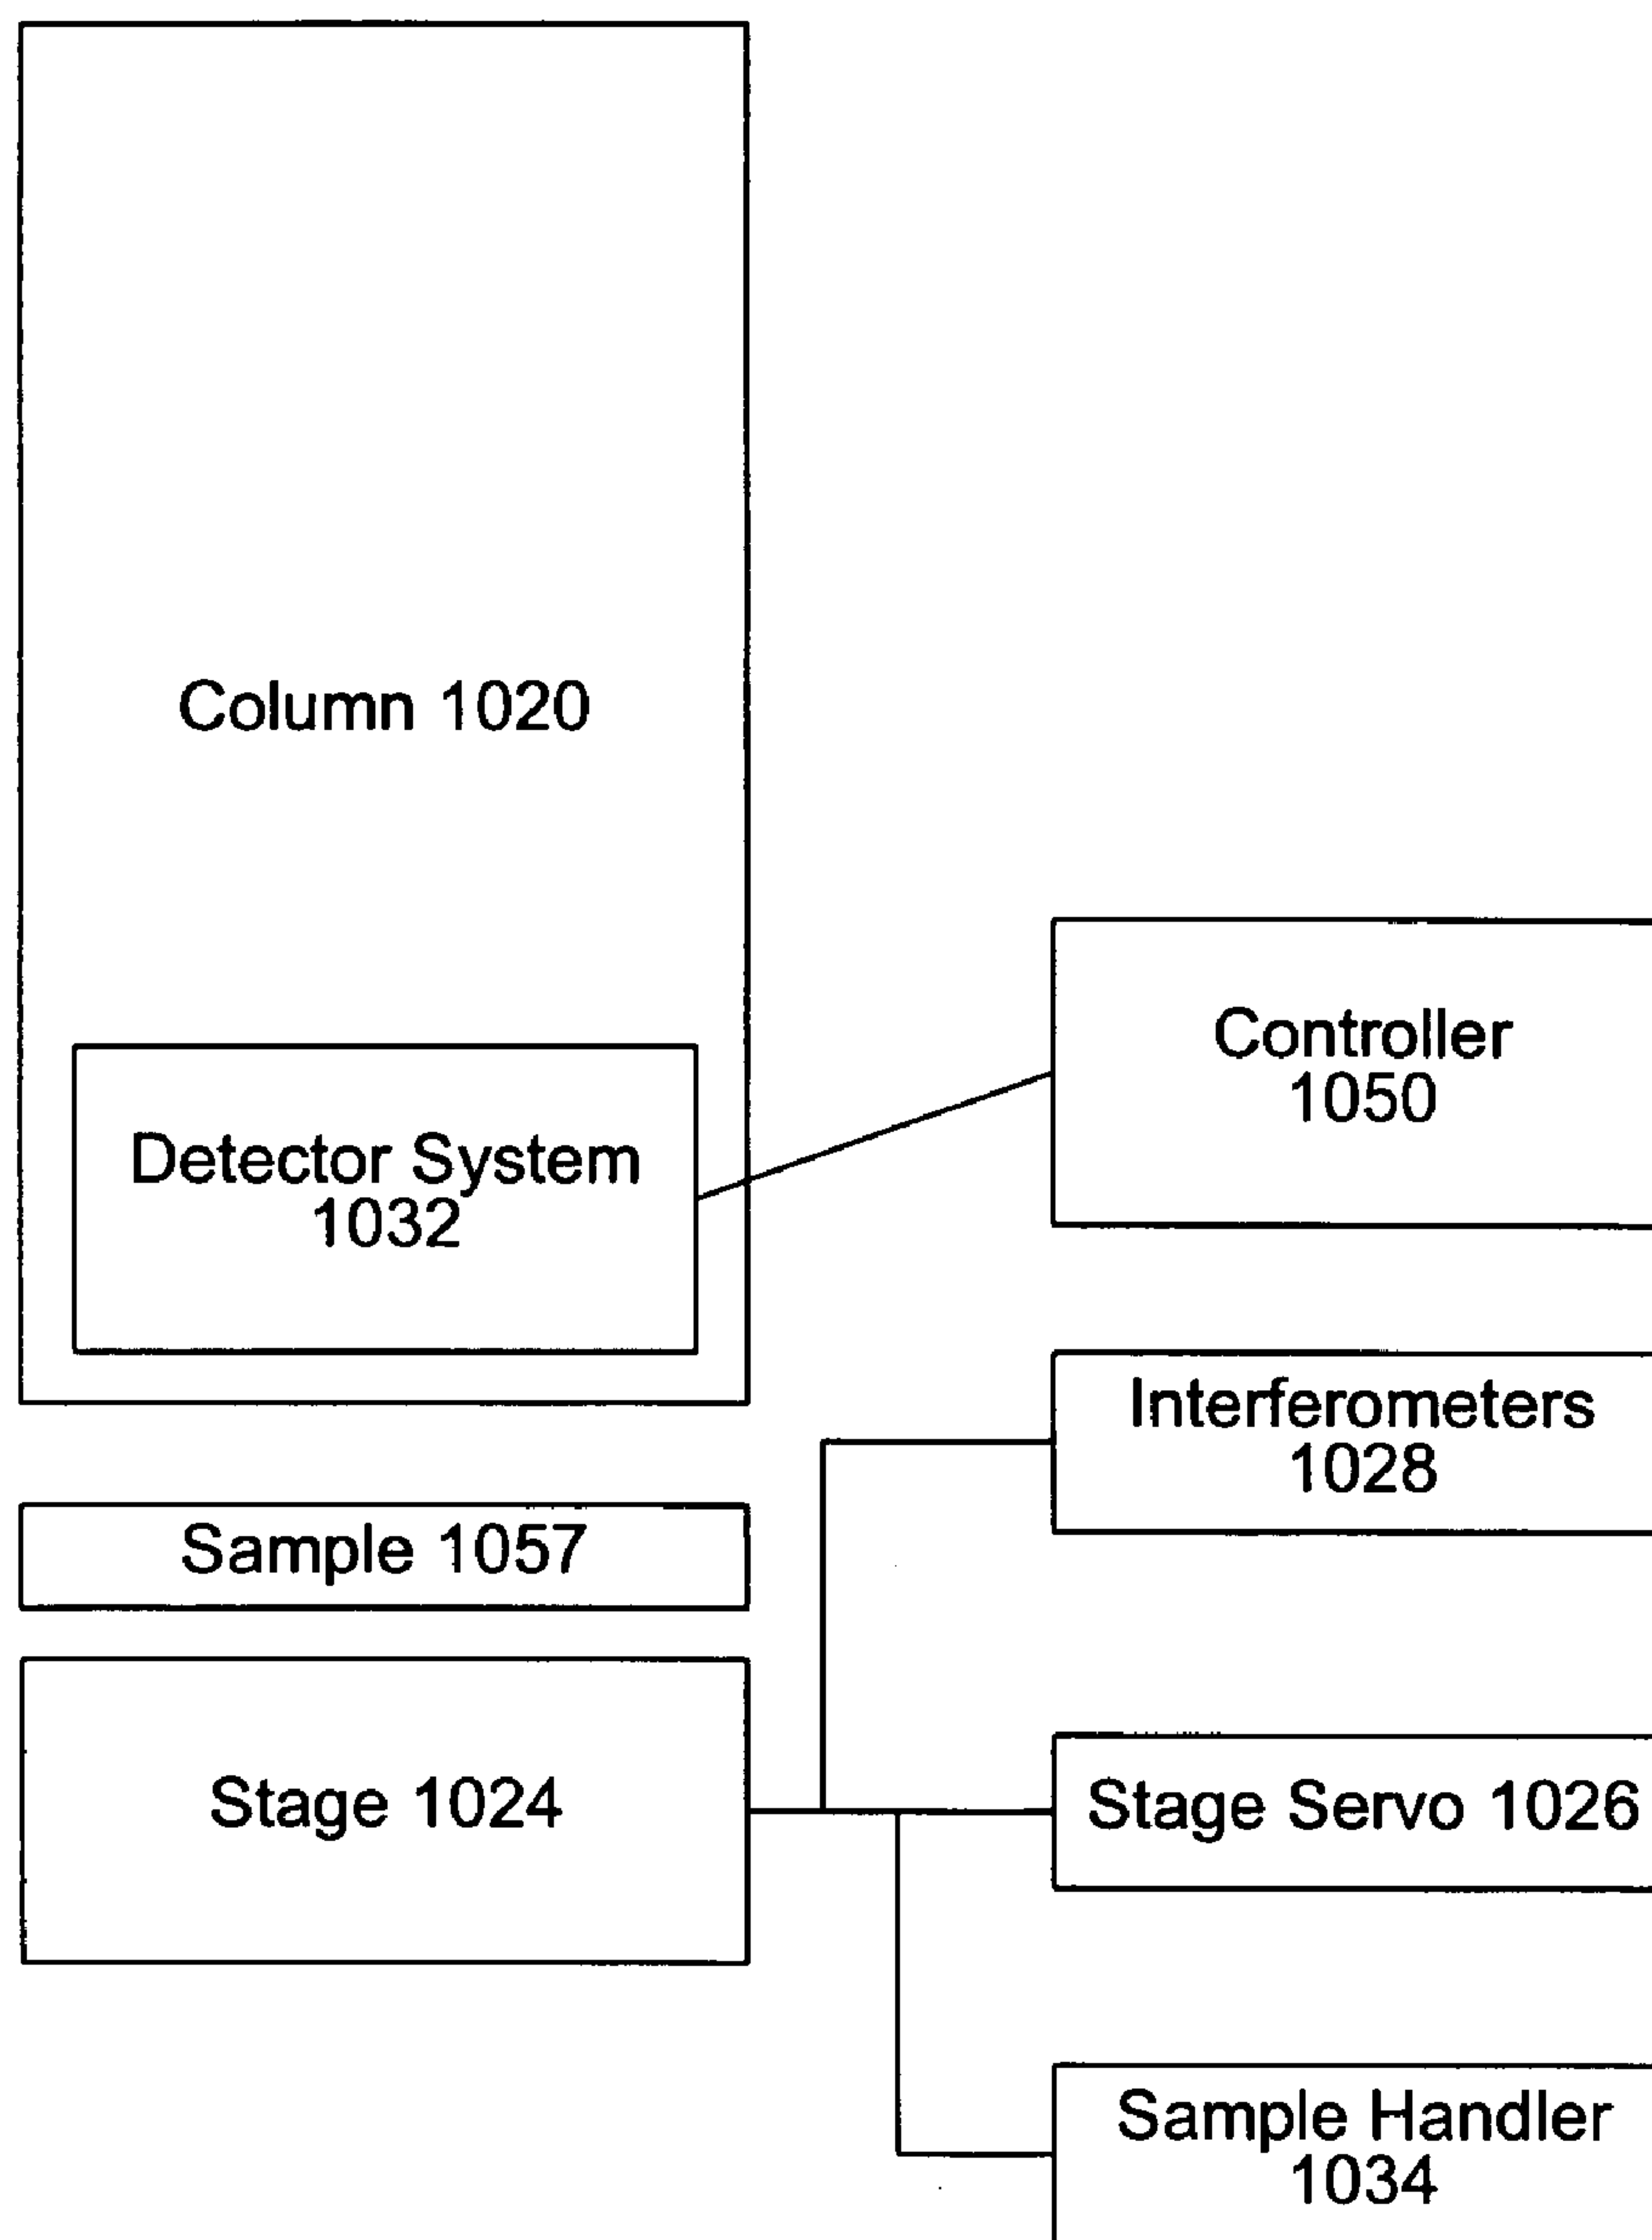 Column 1020
Detector System
1032
Controller
1050
Interferometers
1028
Sample 1057
Stage 1024
Stage Servo 1026
Sample Handler
1034